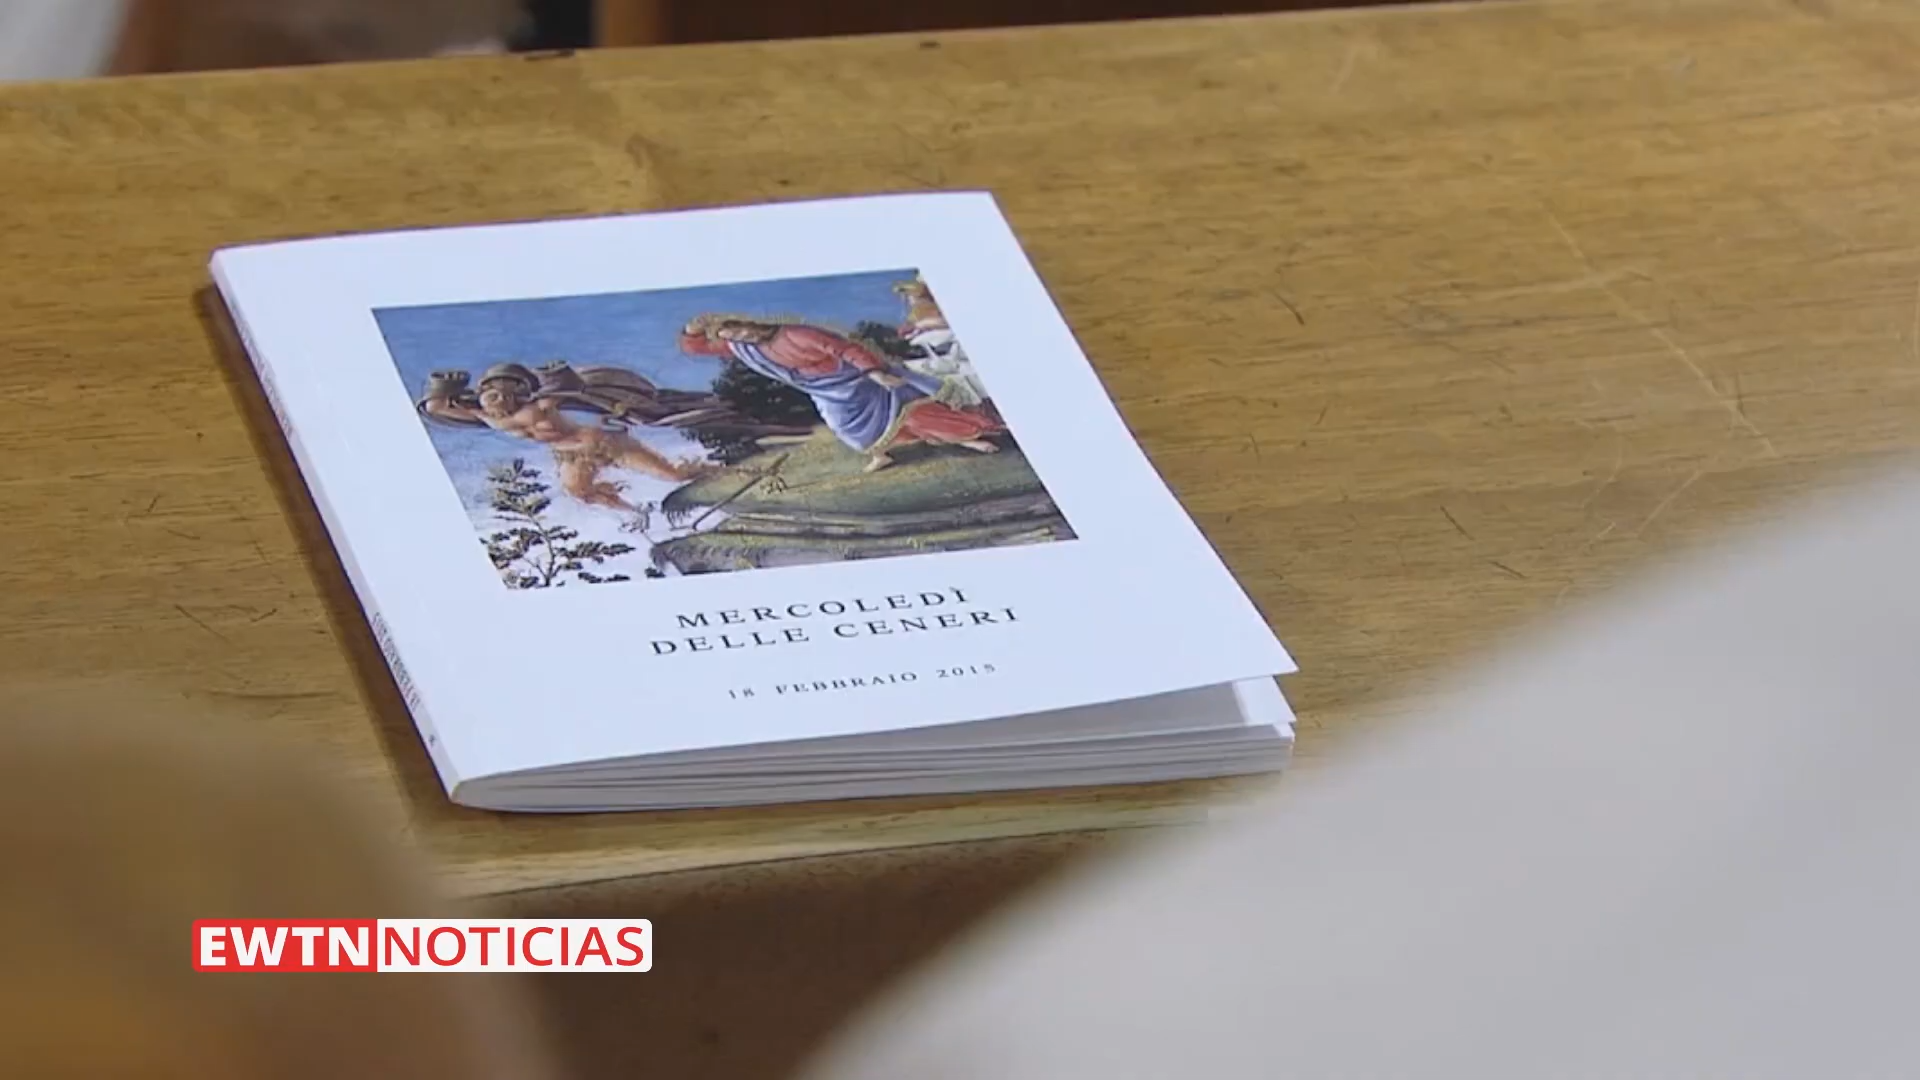 MERCOLEDÌ
DELLE CENERI
18 FEBBRAIO 2015
EWTN NOTICIAS